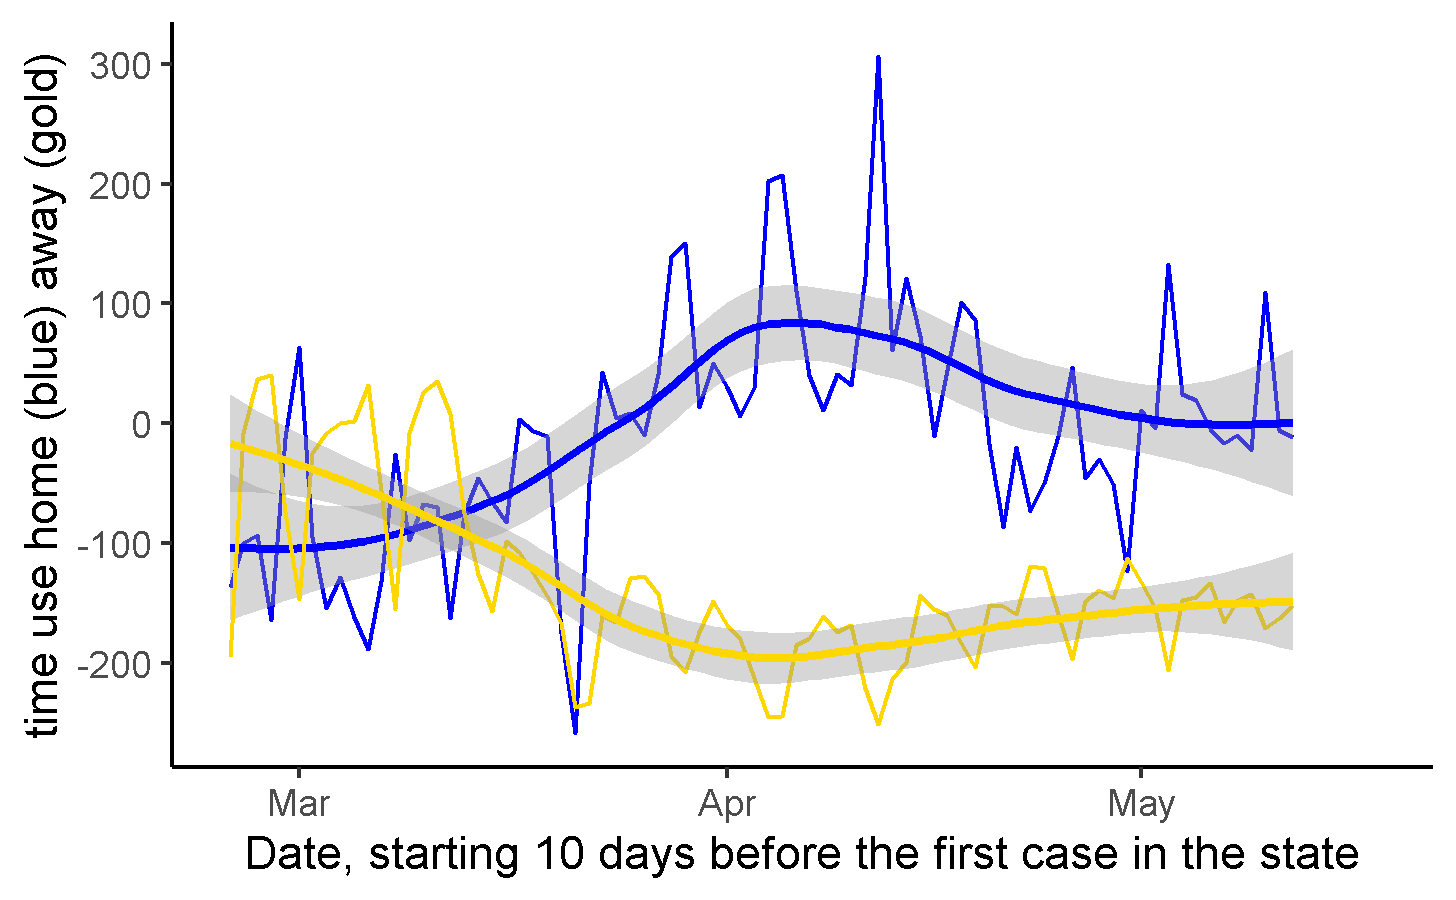 time use home (blue) away (gold)
300
200
100
0
-100
-200
Mar Apr May
Date, starting 10 days before the first case in the state